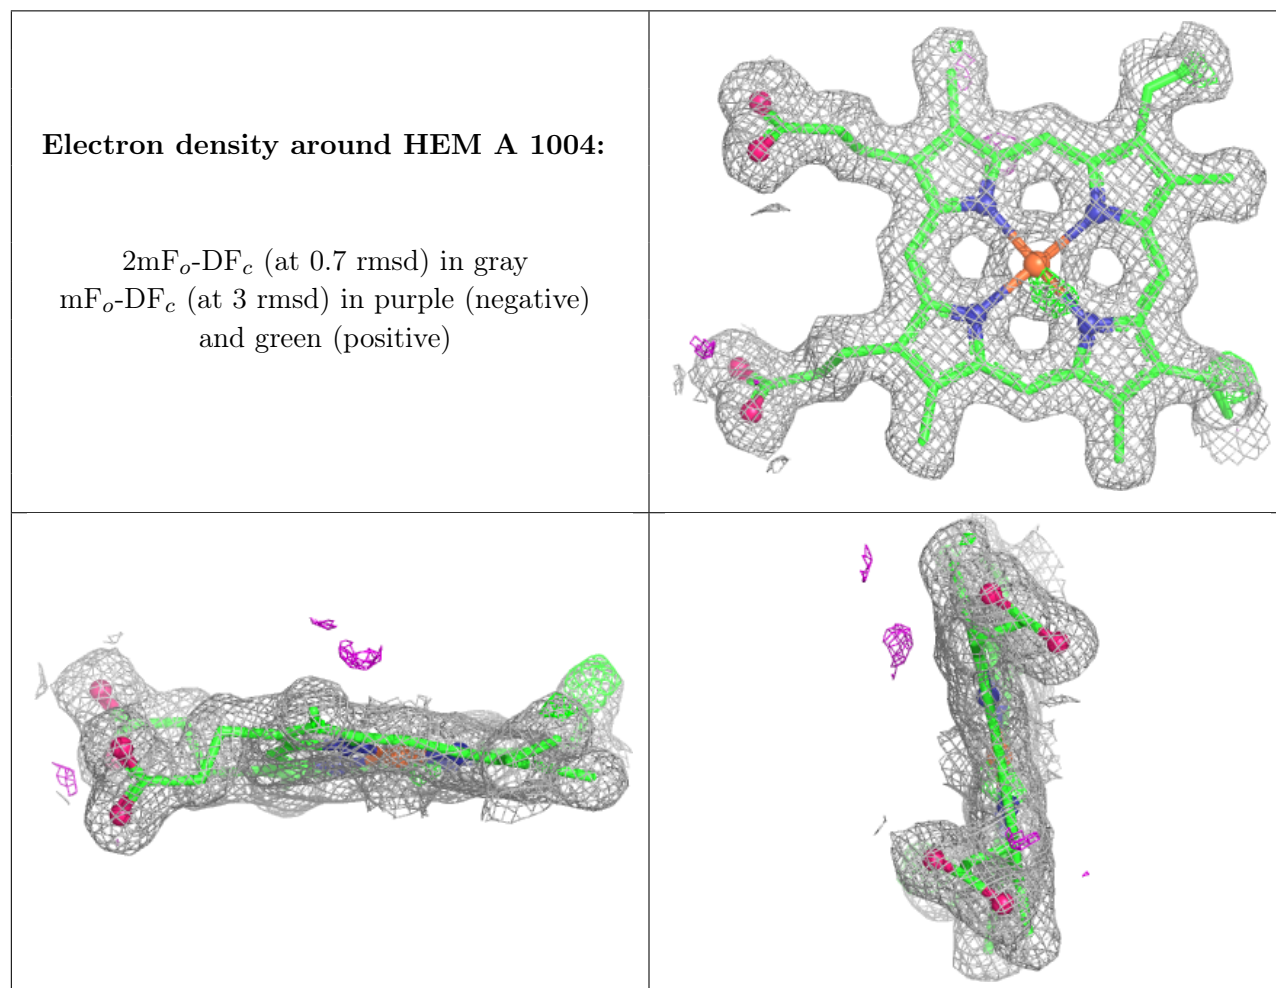 Electron density around HEM A 1004:
2mFo-DFc (at 0.7 rmsd) in gray
mFo-DFc (at 3 rmsd) in purple (negative)
and green (positive)